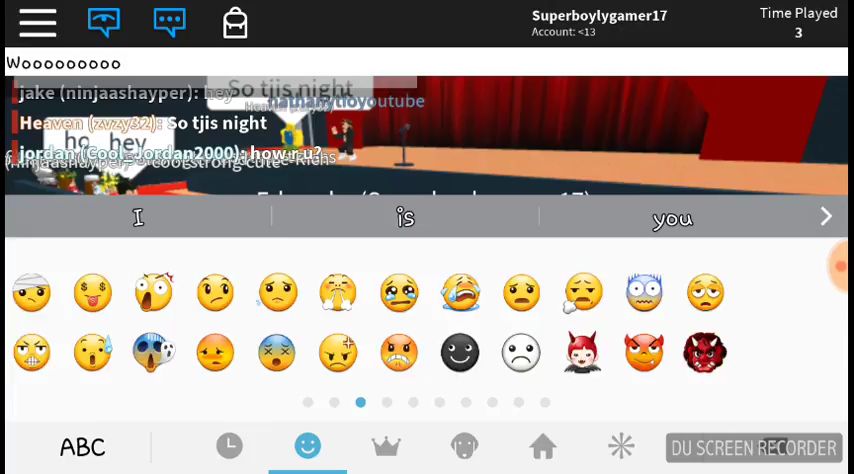 Superboylygamer17
Account: <13
Time Played
3
Wooooooooo
jake (ninjaashayper): hey
So tjis night
Heaven (zvzy32): So tjis night
ho hey
jordan (Cool_Jordan2000): how r u?
I
is
you
ABC
DU SCREEN RECORDER